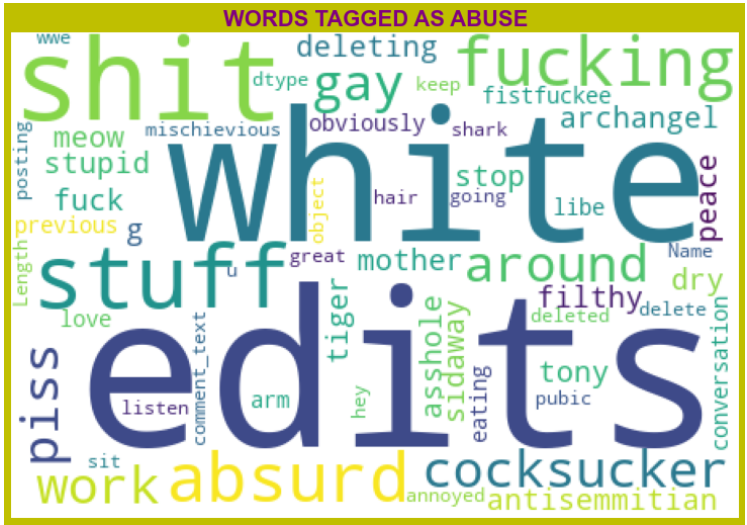 WORDS TAGGED AS ABUSE
wwe
shit
deleting
fucking
dtype
gay
keep
fistfuckee
posting
meow
mischievious
obviously
shark
archangel
stupid
white
stop
peace
fuck
hair
going
libe
previous
g
object
Length
stuff
u
great
mother
around
Name
dry
love
edits
tiger
filthy
deleted
delete
comment_text
asshole
sidaway
conversation
piss
listen
arm
hey
eating
tony
pubic
sit
work
absurd
cocksucker
annoyed
antisemmitian